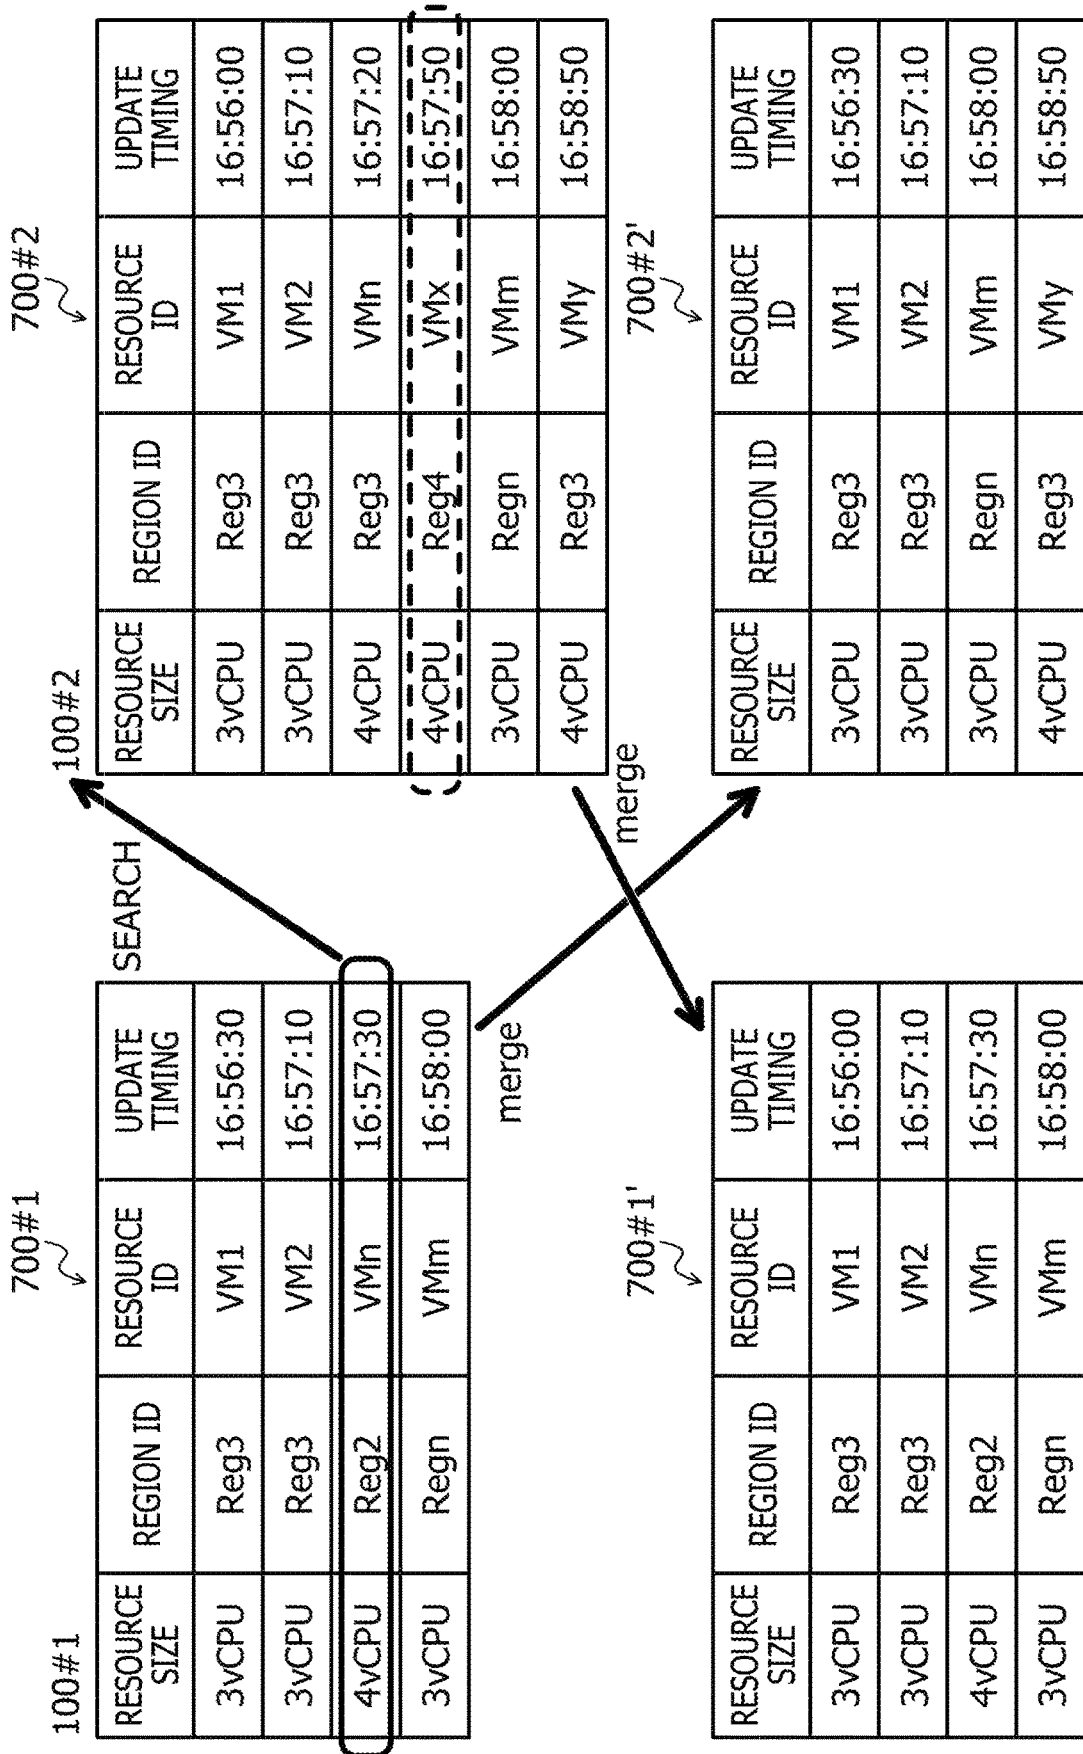 100#1
700#1
RESOURCE SIZE REGION ID RESOURCE ID UPDATE TIMING
3vCPU Reg3 VM1 16:56:30
3vCPU Reg3 VM2 17:57:10
4vCPU Reg2 VMn 16:57:30
3vCPU Regn VMm 16:58:00
SEARCH
merge
100#2
700#2
RESOURCE SIZE REGION ID RESOURCE ID UPDATE TIMING
3vCPU Reg3 VM1 16:56:00
3vCPU Reg3 VM2 16:57:10
4vCPU Reg3 VMn 16:57:20
4vCPU Reg4 VMx 16:57:50
3vCPU Regn VMm 16:58:00
4vCPU Reg3 VMy 16:58:50
merge
700#1'
RESOURCE SIZE REGION ID RESOURCE ID UPDATE TIMING
3vCPU Reg3 VM1 16:56:00
3vCPU Reg3 VM2 16:57:10
4vCPU Reg2 VMn 16:57:30
3vCPU Regn VMm 16:58:00
700#2'
RESOURCE SIZE REGION ID RESOURCE ID UPDATE TIMING
3vCPU Reg3 VM1 16:56:30
3vCPU Reg3 VM2 16:57:10
3vCPU Regn VMm 16:58:00
4vCPU Reg3 VMy 16:58:50